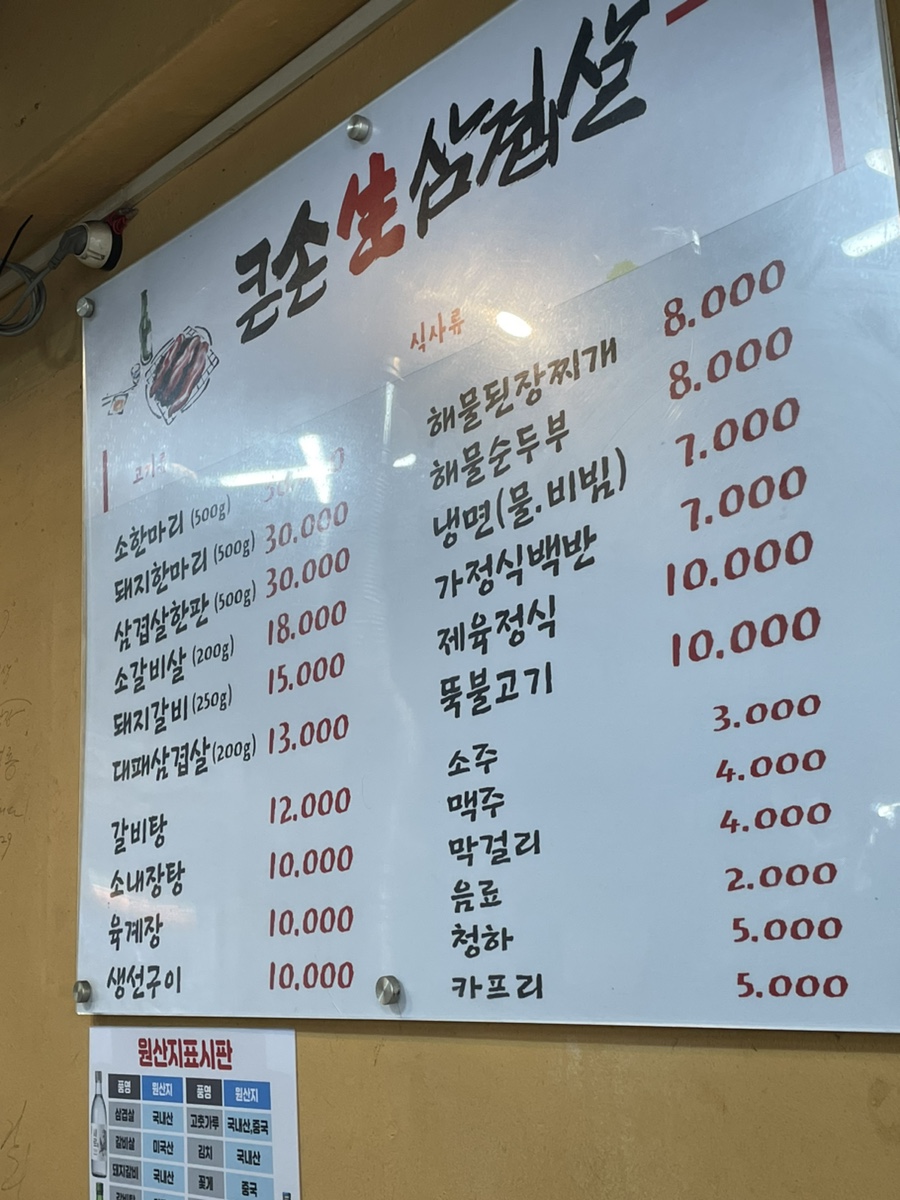 큰손生삼겹살
고기류
소한마리 (500g)
돼지한마리 (500g) 30.000
삼겹살한판 (500g) 30.000
소갈비살 (200g) 18.000
돼지갈비 (250g) 15.000
대패삼겹살 (200g) 13.000
갈비탕 12.000
소내장탕 10.000
육계장 10.000
생선구이 10.000
식사류
해물된장찌개 8.000
해물순두부 8.000
냉면(물.비빔) 7.000
가정식백반 7.000
제육정식 10.000
뚝불고기 10.000
소주 3.000
맥주 4.000
막걸리 4.000
음료 2.000
청하 5.000
카프리 5.000
원산지표시판
품명 원산지 품명 원산지
삼겹살 국내산 고춧가루 국내산,중국
갈비살 미국산 김치 국내산
돼지갈비 국내산 꽃게 중국